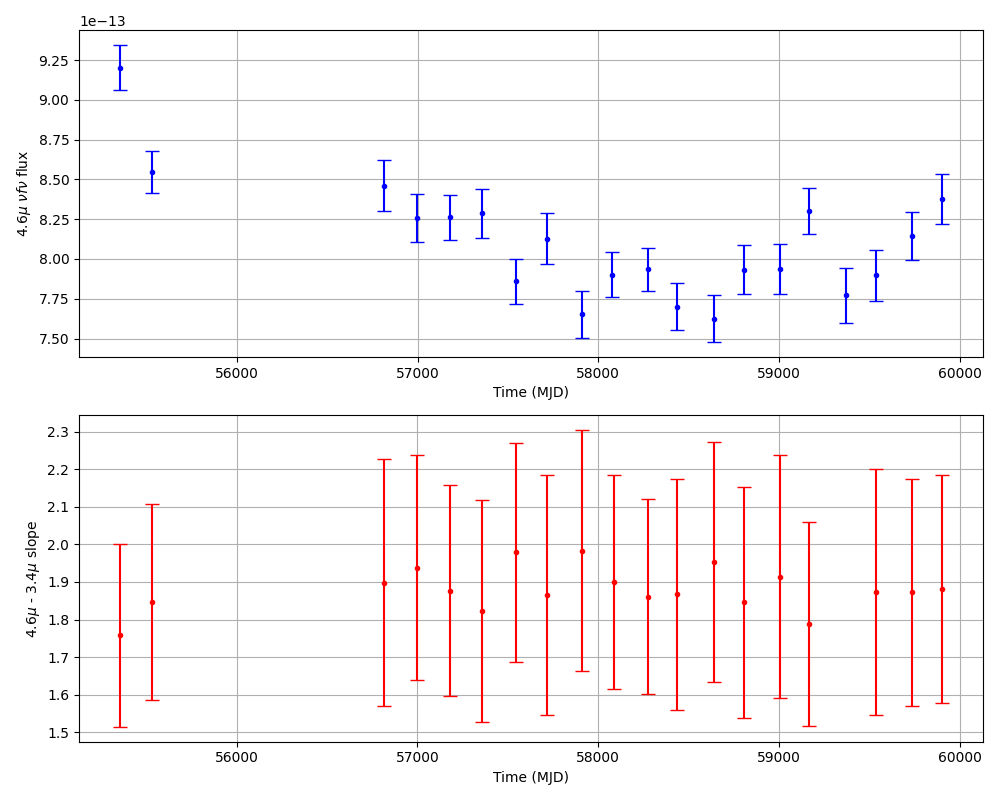 1e−13
9.25
9.00
8.75
8.50
8.25
8.00
7.75
7.50
4.6μ νfν flux
56000 57000 58000 59000 60000
Time (MJD)
2.3
2.2
2.1
2.0
1.9
1.8
1.7
1.6
1.5
4.6μ - 3.4μ slope
56000 57000 58000 59000 60000
Time (MJD)